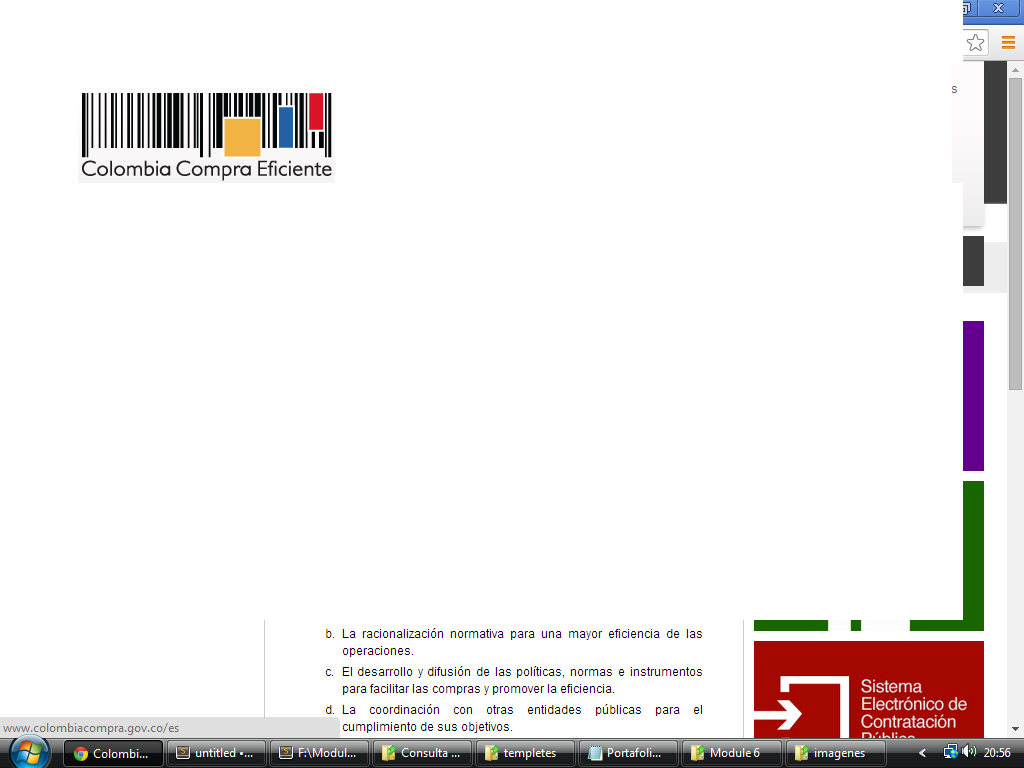 s
Colombia Compra Eficiente
b. La racionalización normativa para una mayor eficiencia de las
operaciones.
c. El desarrollo y difusión de las políticas, normas e instrumentos
para facilitar las compras y promover la eficiencia.
d. La coordinación con otras entidades públicas para el
cumplimiento de sus objetivos.
Sistema
Electrónico de
Contratación
Pública
www.colombiacompra.gov.co/es
Colombi...
untitled •...
F:\Modul...
Consulta ...
templetes
Portafoli...
Module 6
imagenes
20:56